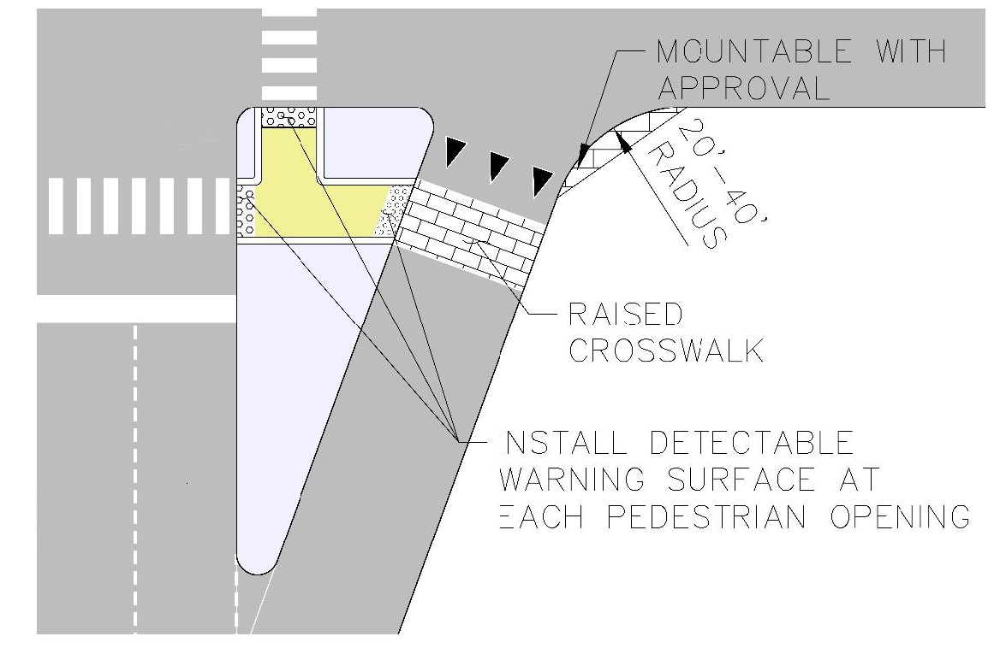 MOUNTABLE WITH
APPROVAL
20'-40'
RADIUS
RAISED
CROSSWALK
INSTALL DETECTABLE
WARNING SURFACE AT
EACH PEDESTRIAN OPENING